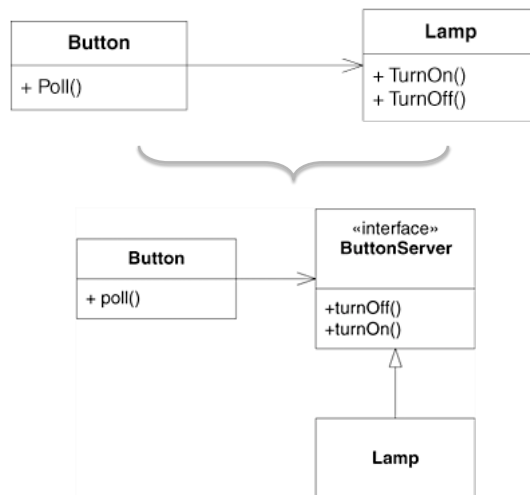 Button
+ Poll()
Lamp
+ TurnOn()
+ TurnOff()
Button
+ poll()
«interface»
ButtonServer
+turnOff()
+turnOn()
Lamp